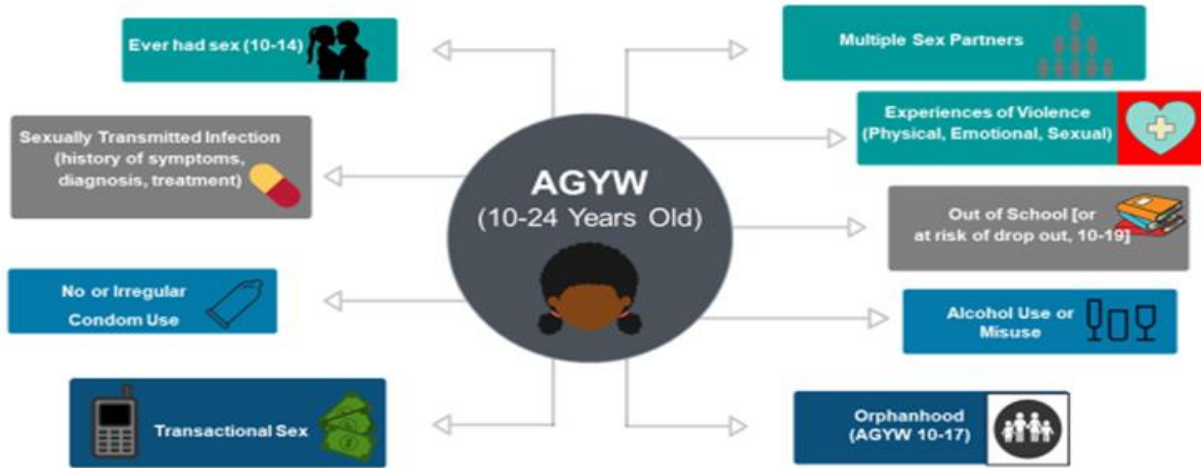 Ever had sex (10-14)
Sexually Transmitted Infection
(history of symptoms,
diagnosis, treatment)
No or Irregular
Condom Use
Transactional Sex
AGYW
(10-24 Years Old)
Multiple Sex Partners
Experiences of Violence
(Physical, Emotional, Sexual)
Out of School [or
at risk of drop out, 10-19]
Alcohol Use or
Misuse
Orphanhood
(AGYW 10-17)